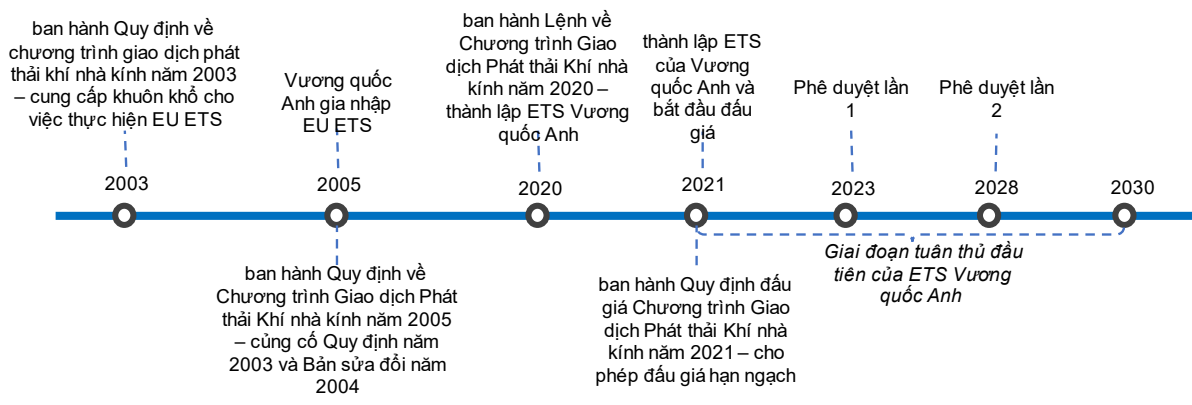 ban hành Quy định về
chương trình giao dịch phát
thải khí nhà kính năm 2003
– cung cấp khuôn khổ cho
việc thực hiện EU ETS
Vương quốc
Anh gia nhập
EU ETS
ban hành Lệnh về
Chương trình Giao
dịch Phát thải Khí nhà
kính năm 2020 –
thành lập ETS Vương
quốc Anh
thành lập ETS
của Vương
quốc Anh và
bắt đầu đấu
giá
Phê duyệt lần
1
Phê duyệt lần
2
2003
2005
2020
2021
2023
2028
2030
ban hành Quy định về
Chương trình Giao dịch Phát
thải Khí nhà kính năm 2005
– củng cố Quy định năm
2003 và Bản sửa đổi năm
2004
ban hành Quy định đấu
giá Chương trình Giao
dịch Phát thải Khí nhà
kính năm 2021 – cho
phép đấu giá hạn ngạch
Giai đoạn tuân thủ đầu
tiên của ETS Vương
quốc Anh